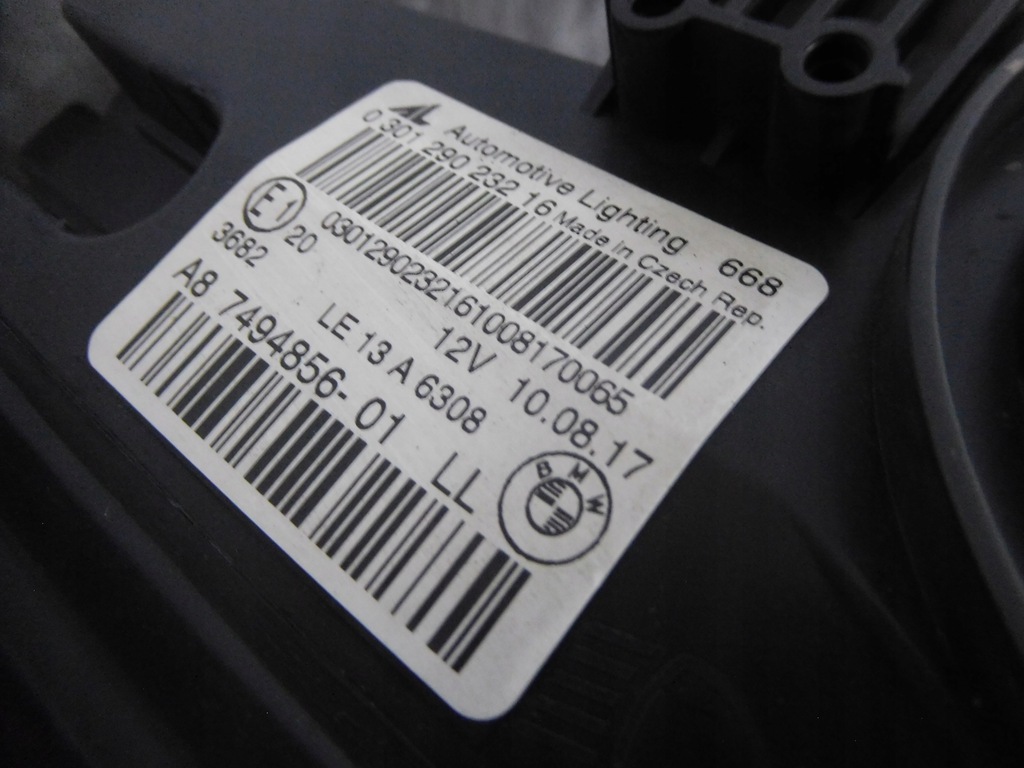 AL Automotive Lighting 668
0 301 290 232 16 Made in Czech Rep.
E1 20 0301290232161008170065
3682 12V 10.08.17
LE 13 A 6308
A8 7494856-01 LL
BMW